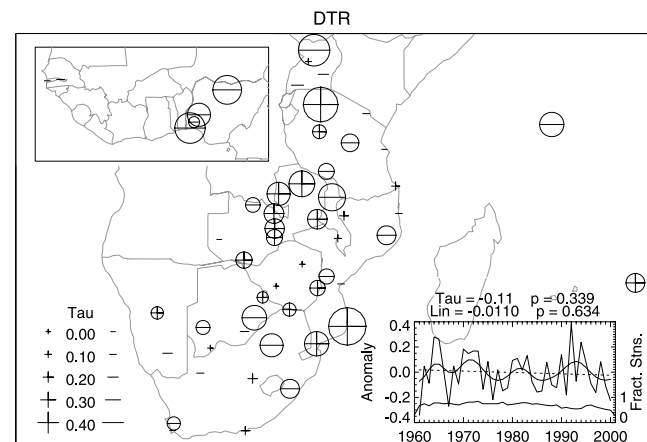 DTR
Tau
0.00
0.10
0.20
0.30
0.40
Tau = -0.11 p = 0.339
Lin = -0.0110 p = 0.634
Anomaly
0.4
0.2
0.0
-0.2
-0.4
Fract. Stns.
1
0
1960 1970 1980 1990 2000